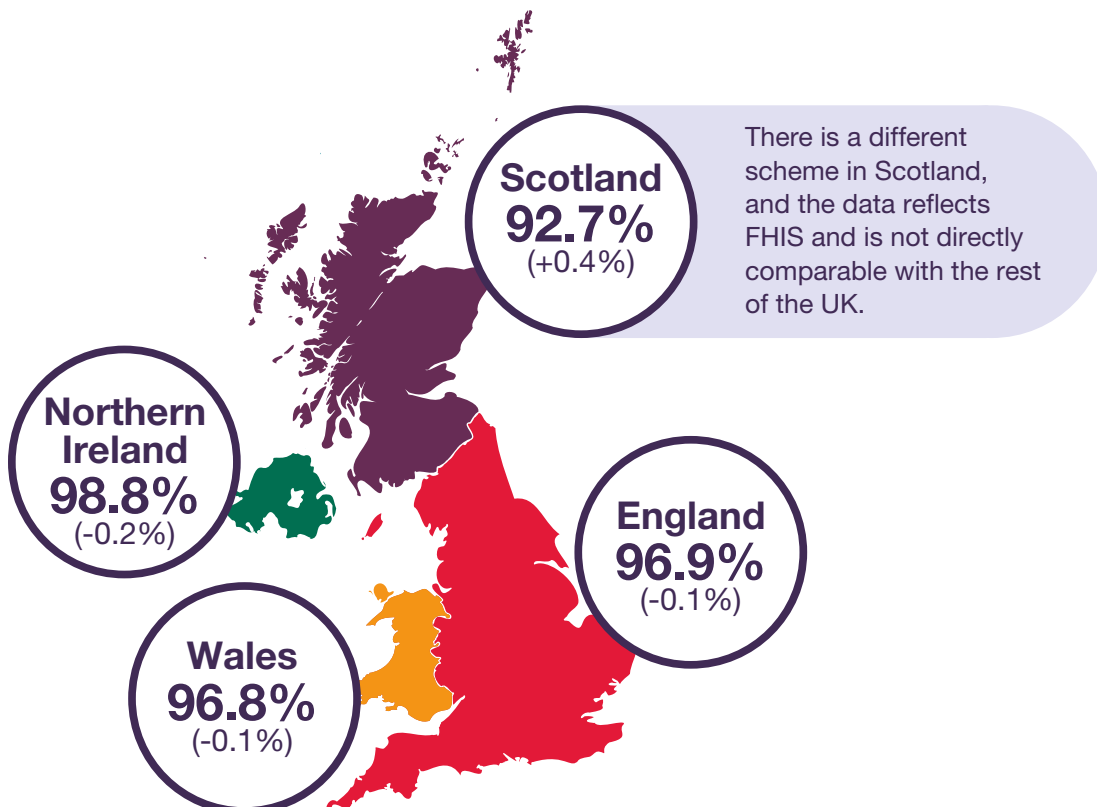 Scotland
92.7%
(+0.4%)
There is a different
scheme in Scotland,
and the data reflects
FHIS and is not directly
comparable with the rest
of the UK.
Northern
Ireland
98.8%
(-0.2%)
England
96.9%
(-0.1%)
Wales
96.8%
(-0.1%)